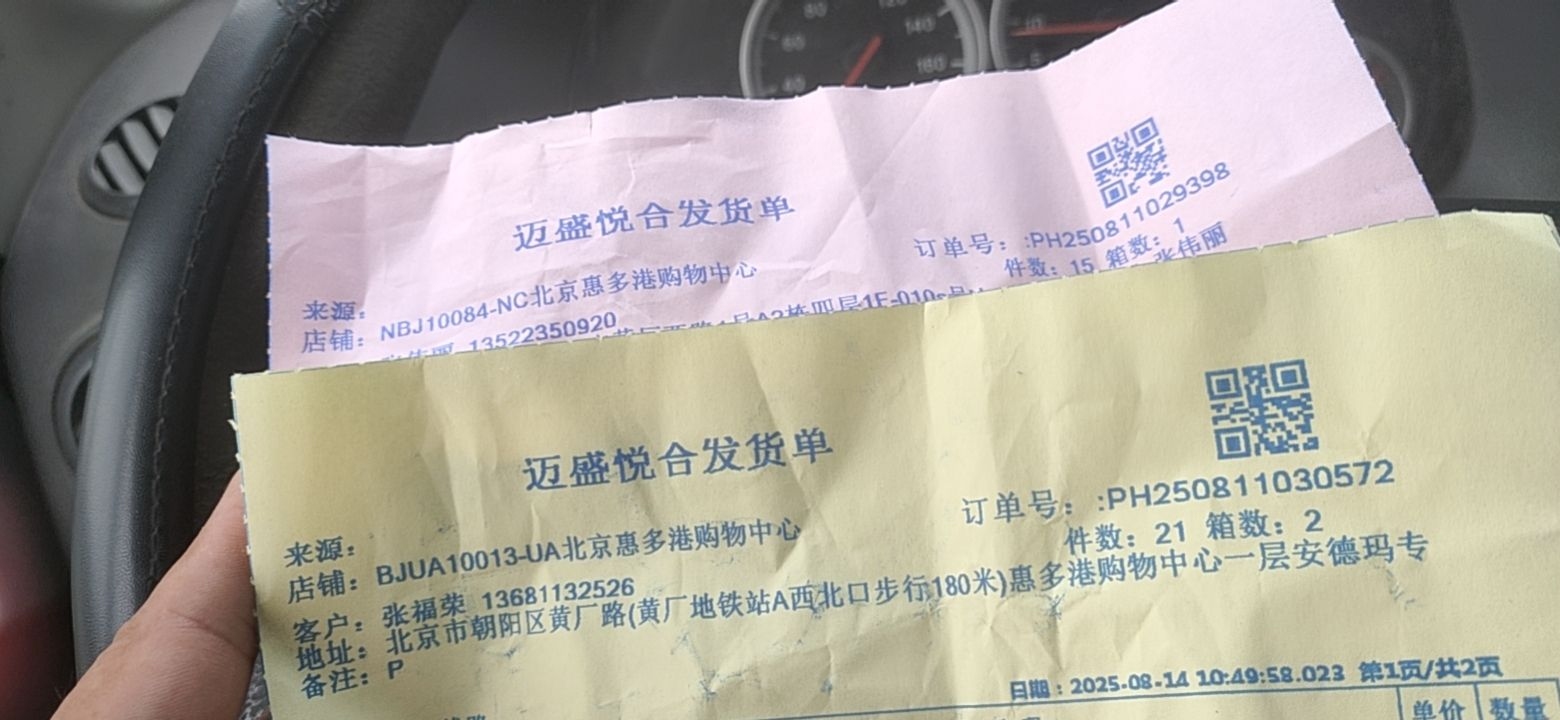 迈盛悦合发货单
订单号：:PH250811029398
件数：15 箱数：1
来源：
店铺：NBJ10084-NC北京惠多港购物中心
张伟丽
13522350920
迈盛悦合发货单
订单号：:PH250811030572
件数：21 箱数：2
来源：
店铺：BJUA10013-UA北京惠多港购物中心
客户：张福荣 13681132526
地址：北京市朝阳区黄厂路(黄厂地铁站A西北口步行180米)惠多港购物中心一层安德玛专
备注：P
日期：2025-08-14 10:49:58.023 第1页/共2页
单价 数量